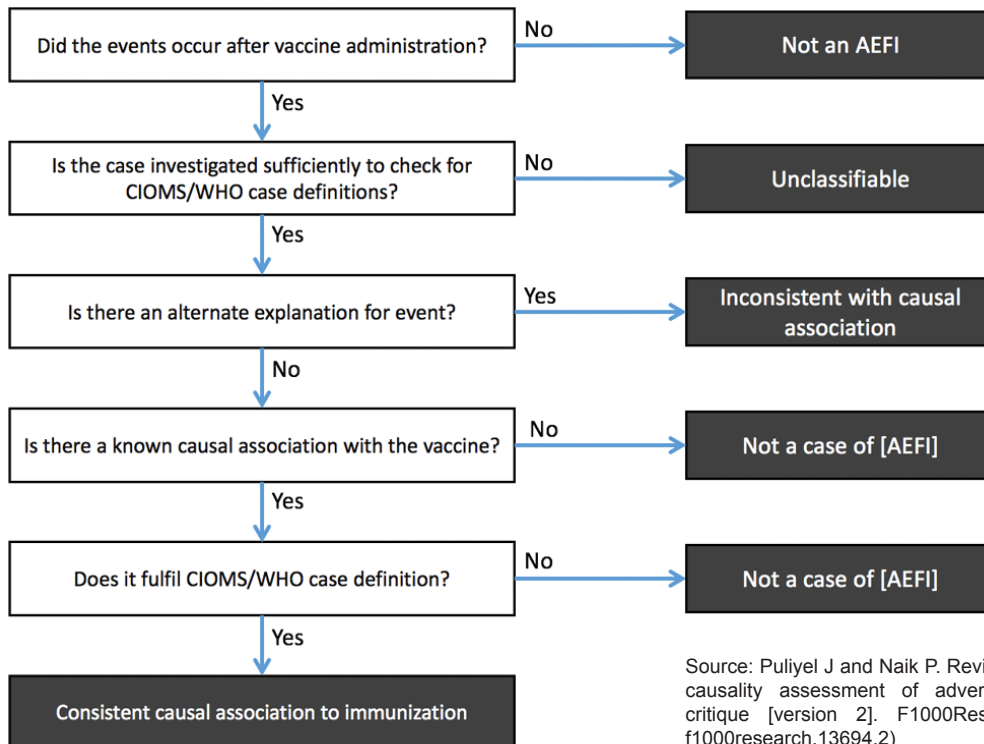 Did the events occur after vaccine administration?
No
Not an AEFI
Yes
Is the case investigated sufficiently to check for
CIOMS/WHO case definitions?
No
Unclassifiable
Yes
Is there an alternate explanation for event?
Yes
Inconsistent with causal
association
No
Is there a known causal association with the vaccine?
No
Not a case of [AEFI]
Yes
Does it fulfil CIOMS/WHO case definition?
No
Not a case of [AEFI]
Yes
Consistent causal association to immunization
Source: Puliyel J and Naik P.
causality assessment of
critique [version 2].
f1000research.13694.2)